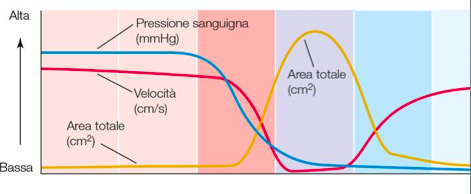 Alta
Pressione sanguigna
(mmHg)
Velocità
(cm/s)
Area totale
(cm²)
Area totale
(cm²)
Bassa